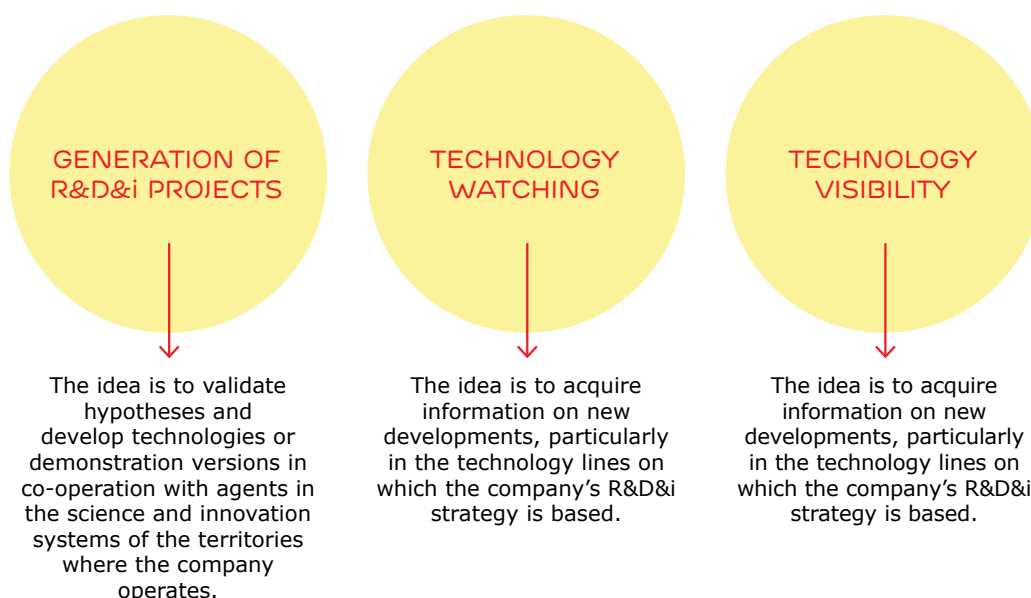 GENERATION OF
R&D&i PROJECTS
The idea is to validate
hypotheses and
develop technologies or
demonstration versions in
co-operation with agents in
the science and innovation
systems of the territories
where the company
operates.
TECHNOLOGY
WATCHING
The idea is to acquire
information on new
developments, particularly
in the technology lines on
which the company’s R&D&i
strategy is based.
TECHNOLOGY
VISIBILITY
The idea is to acquire
information on new
developments, particularly
in the technology lines on
which the company’s R&D&i
strategy is based.